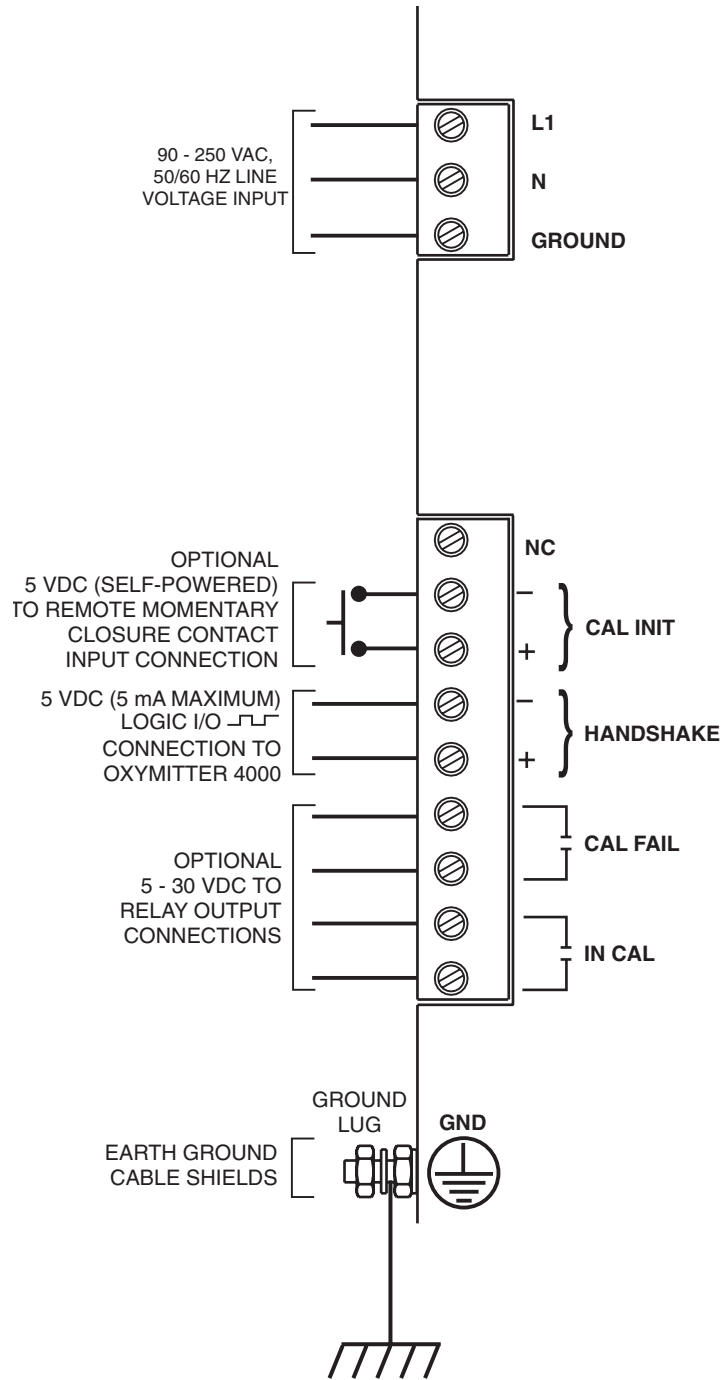 90 - 250 VAC,
50/60 HZ LINE
VOLTAGE INPUT
L1
N
GROUND
OPTIONAL
5 VDC (SELF-POWERED)
TO REMOTE MOMENTARY
CLOSURE CONTACT
INPUT CONNECTION
NC
–
+
CAL INIT
5 VDC (5 mA MAXIMUM)
LOGIC I/O
CONNECTION TO
OXYMITTER 4000
–
+
HANDSHAKE
OPTIONAL
5 - 30 VDC TO
RELAY OUTPUT
CONNECTIONS
CAL FAIL
IN CAL
GROUND
LUG
GND
EARTH GROUND
CABLE SHIELDS